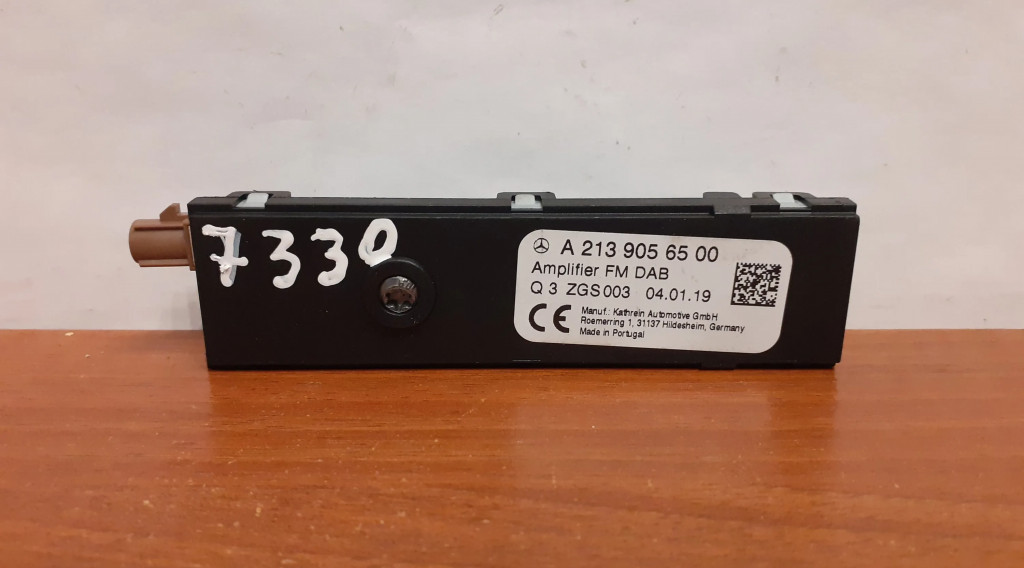 7330
A 213 905 65 00
Amplifier FM DAB
Q 3 ZGS003 04.01.19
CE
Manuf.: Kathrein Automotive GmbH
Roemerring 1, 31137 Hildesheim, Germany
Made in Portugal